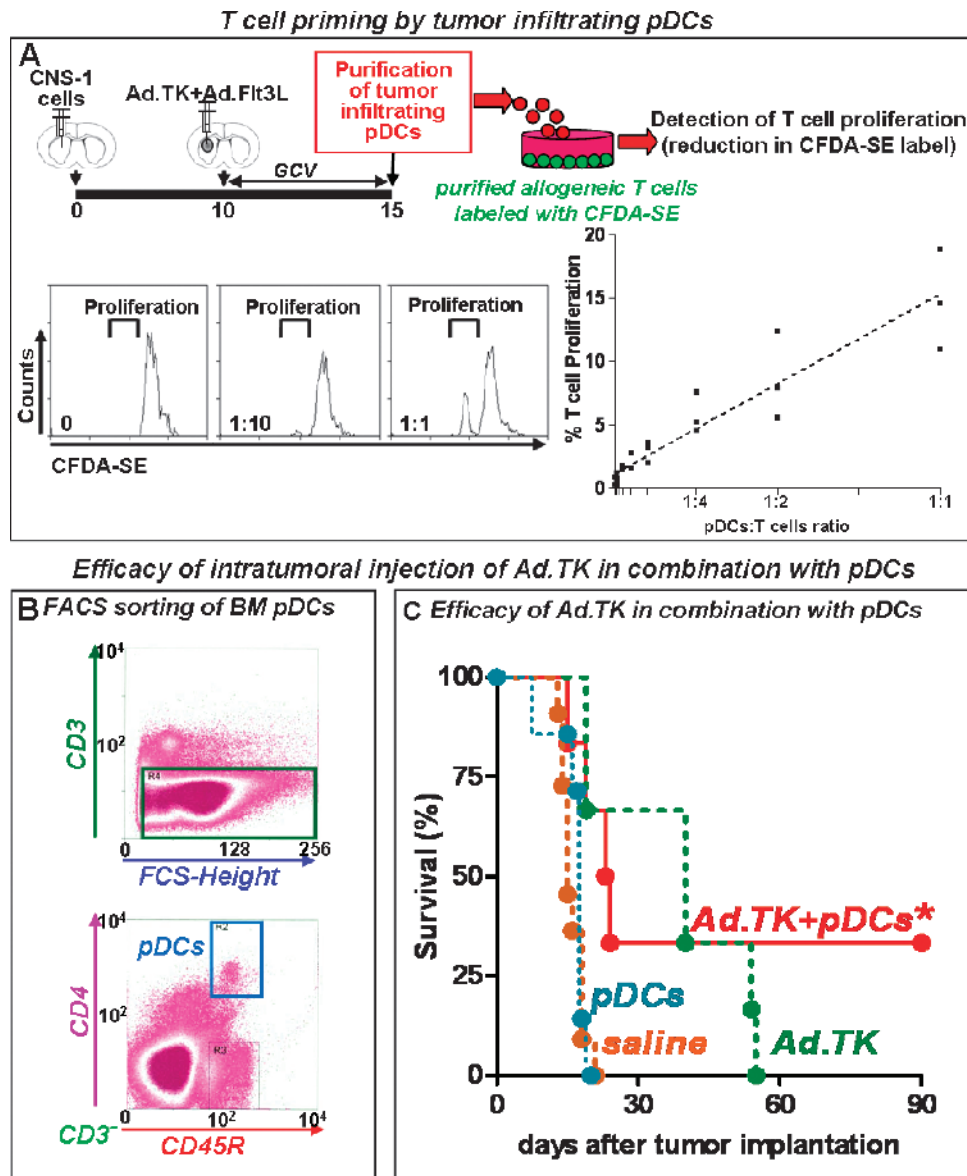 T cell priming by tumor infiltrating pDCs
A
CNS-1
cells
Ad.TK+Ad.Flt3L
Purification
of tumor
infiltrating
pDCs
GCV
0
10
15
Detection of T cell proliferation
(reduction in CFDA-SE label)
purified allogeneic T cells
labeled with CFDA-SE
Counts
Proliferation
Proliferation
Proliferation
0
1:10
1:1
CFDA-SE
% T cell Proliferation
20
15
10
5
0
1:4
1:2
1:1
pDCs:T cells ratio
Efficacy of intratumoral injection of Ad.TK in combination with pDCs
B FACS sorting of BM pDCs
CD3
10⁴
10²
R4
0
128
256
FCS-Height
CD4
10⁴
10²
pDCs
R2
R3
0
10²
10⁴
CD3⁻
CD45R
C Efficacy of Ad.TK in combination with pDCs
Survival (%)
100
75
50
25
0
Ad.TK+pDCs*
pDCs
saline
Ad.TK
0
30
60
90
days after tumor implantation